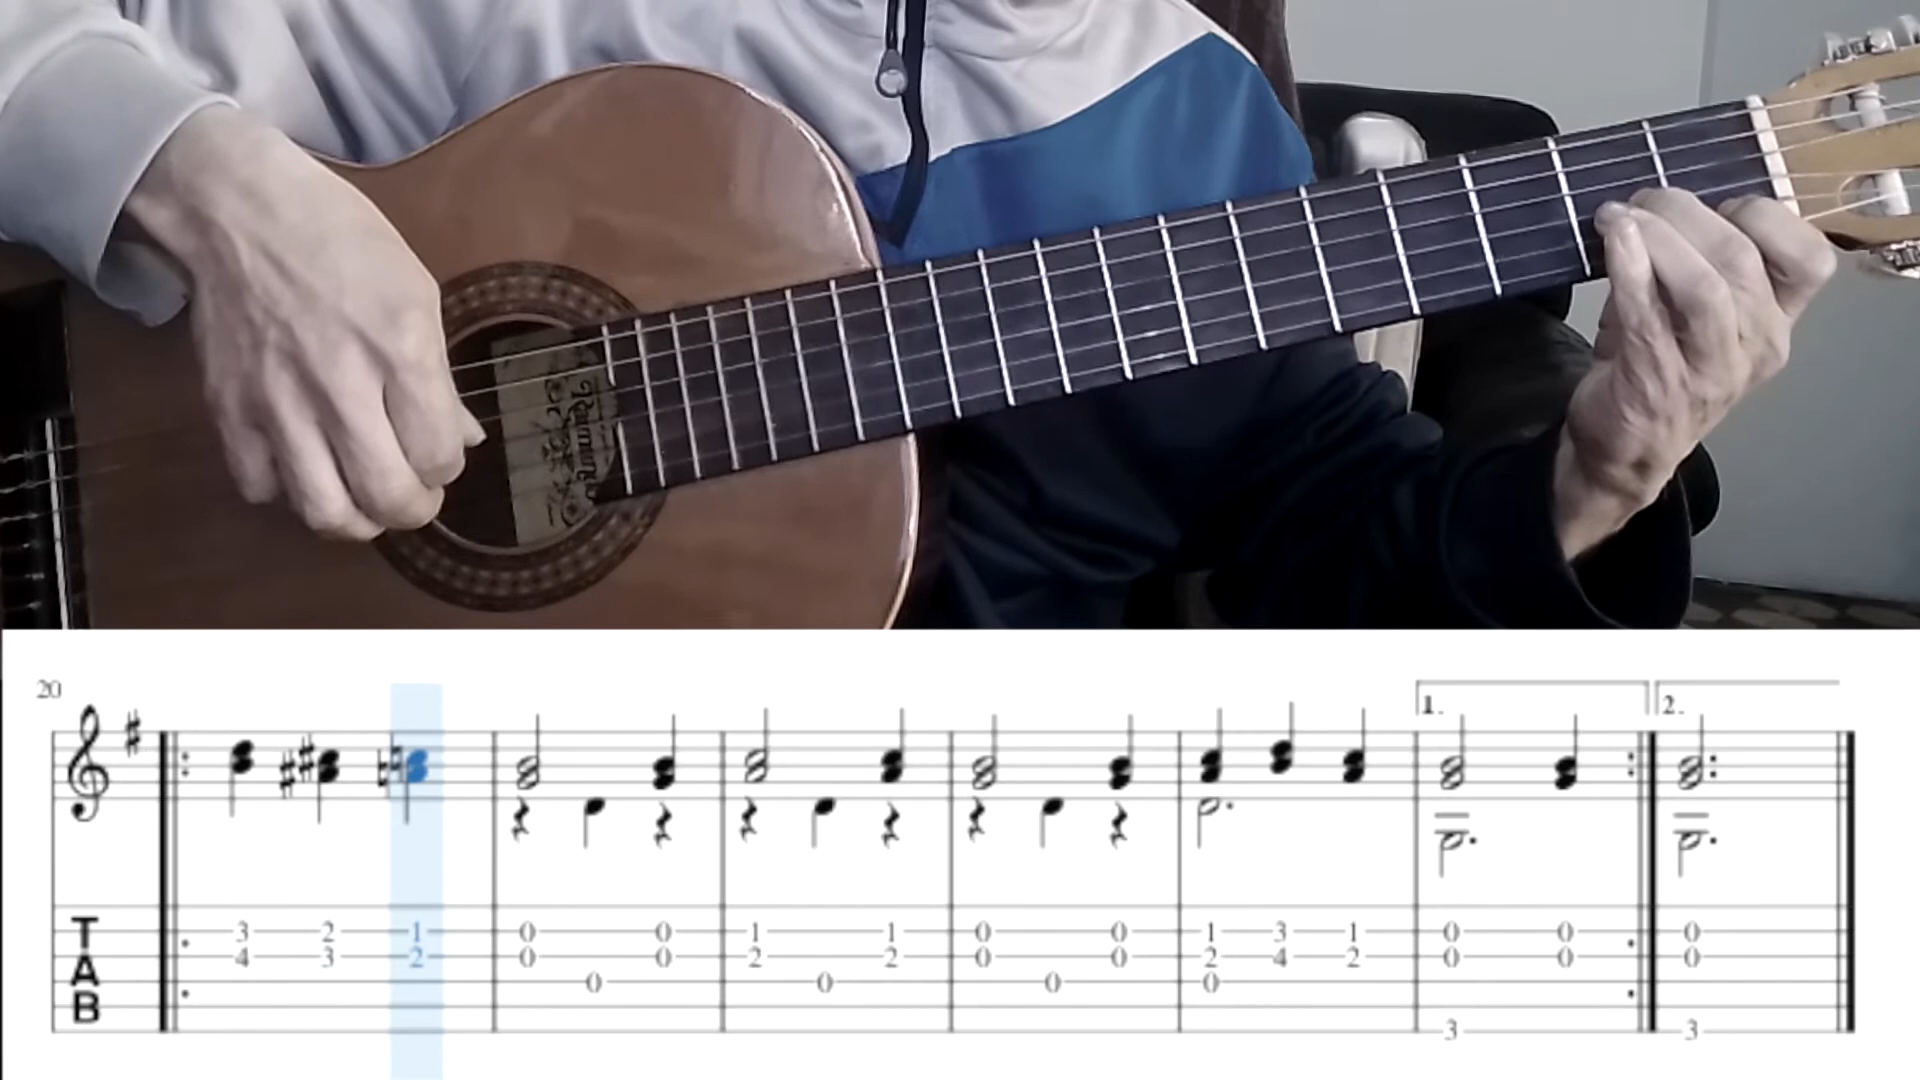 Raimundo
20
1. 2.
T 3 2 1 0 0 1 1 0 0 1 3 1 0 0 0
A 4 3 2 0 0 2 2 0 0 2 4 2 0 0 0
0 0 0 0
B
3 3